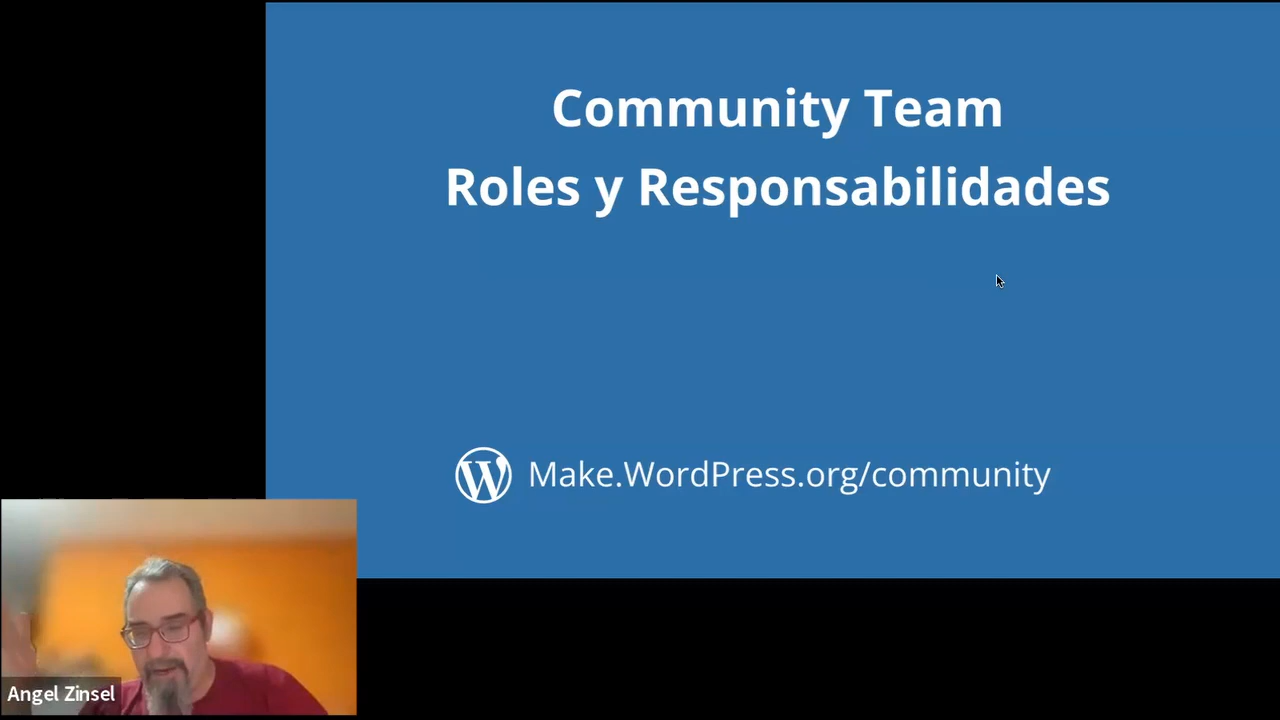 Community Team
Roles y Responsabilidades
Make.WordPress.org/community
Angel Zinsel